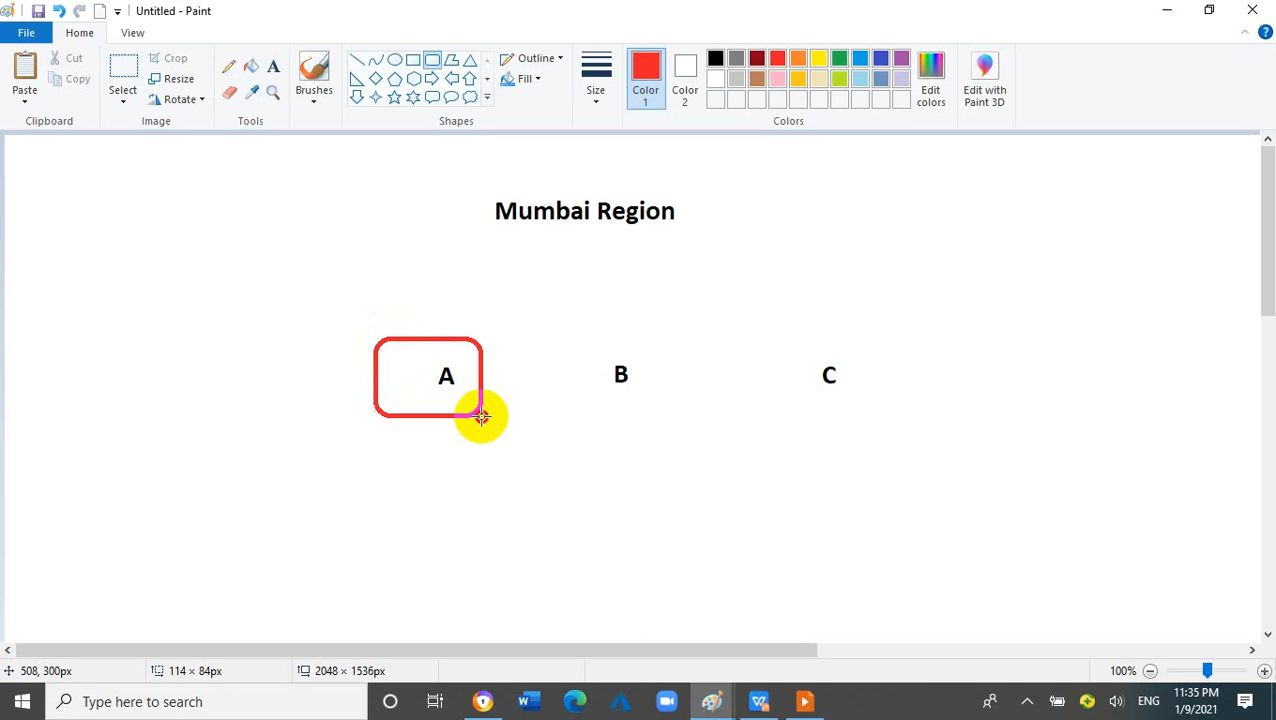 Untitled - Paint
File Home View
Paste
Cut
Copy
Clipboard
Select
Crop
Resize
Rotate
Image
A
Tools
Brushes
Outline
Fill
Shapes
Size
Color 1
Color 2
Edit colors
Colors
Edit with Paint 3D
Mumbai Region
A B C
508, 300px 114 × 84px 2048 × 1536px 100%
Type here to search
ENG
11:35 PM
1/9/2021